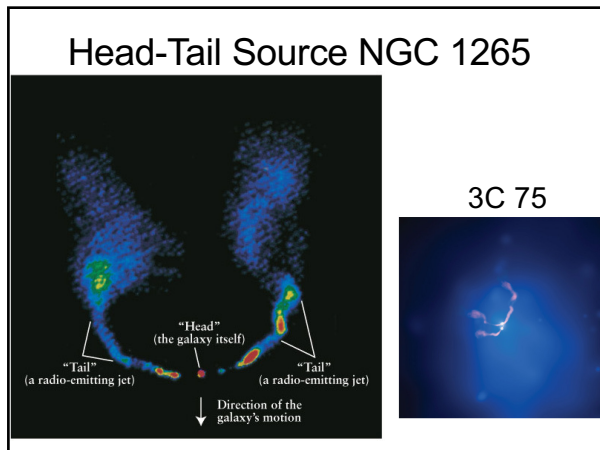 Head-Tail Source NGC 1265
3C 75
“Head”
(the galaxy itself)
“Tail”
(a radio-emitting jet)
“Tail”
(a radio-emitting jet)
Direction of the
galaxy’s motion